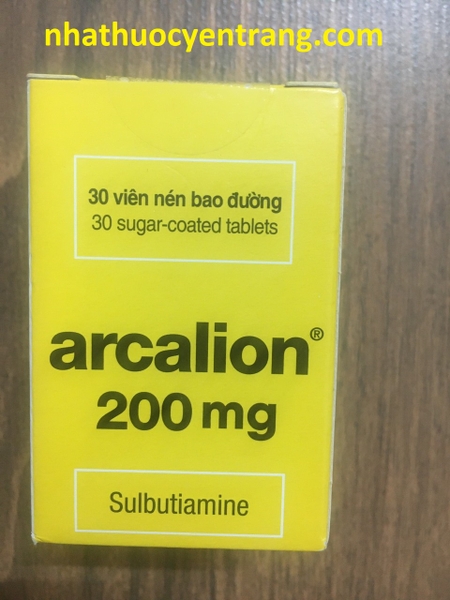 nhathuocyentrang.com
30 viên nén bao đường
30 sugar-coated tablets
arcalion®
200 mg
Sulbutiamine